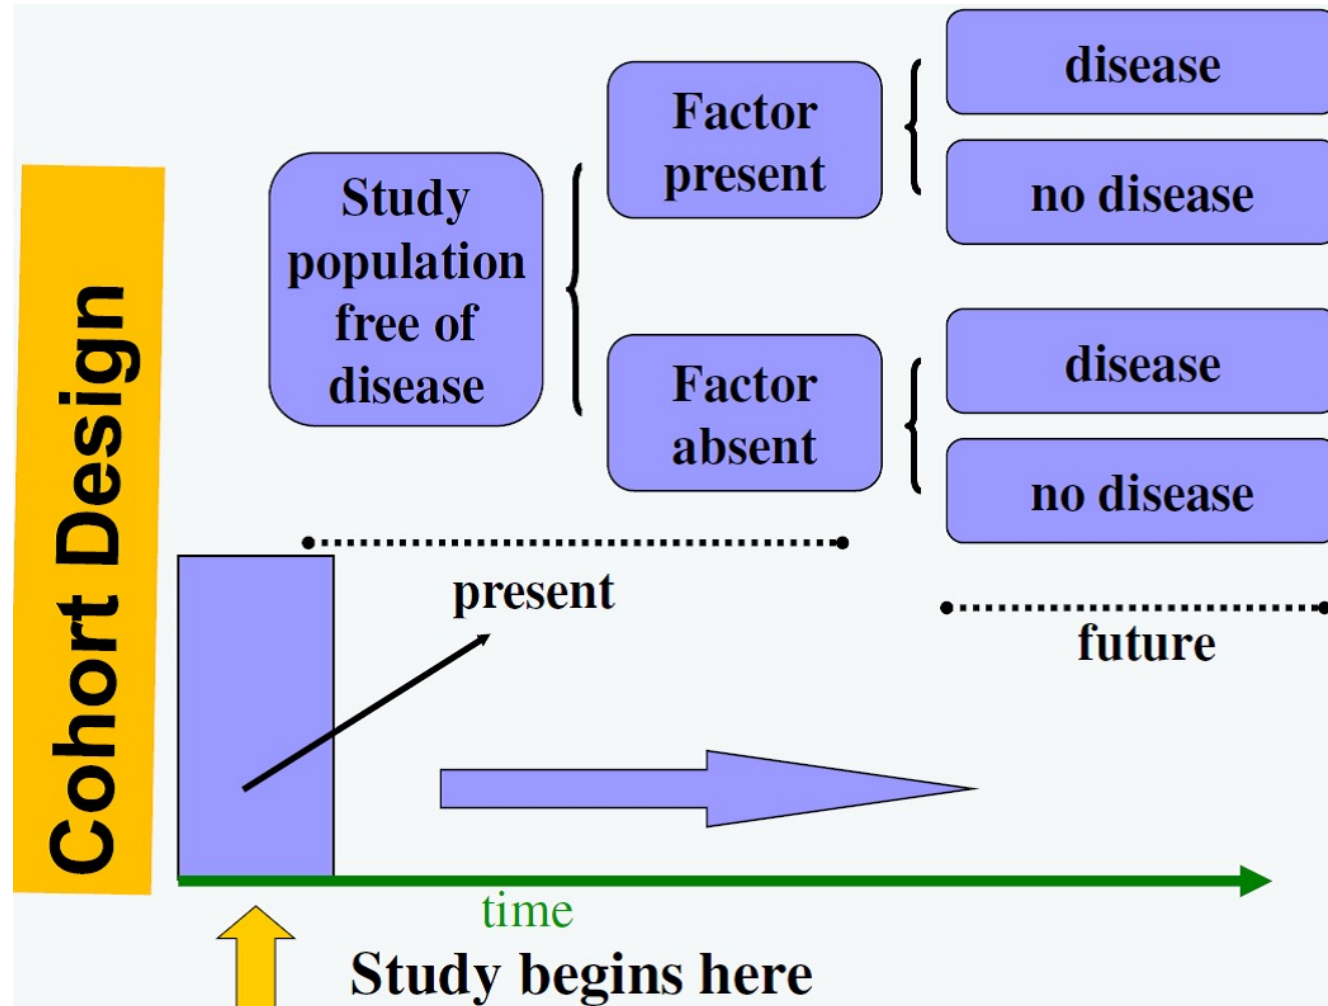 Cohort Design
Study
population
free of
disease
Factor
present
Factor
absent
disease
no disease
disease
no disease
present
future
time
Study begins here